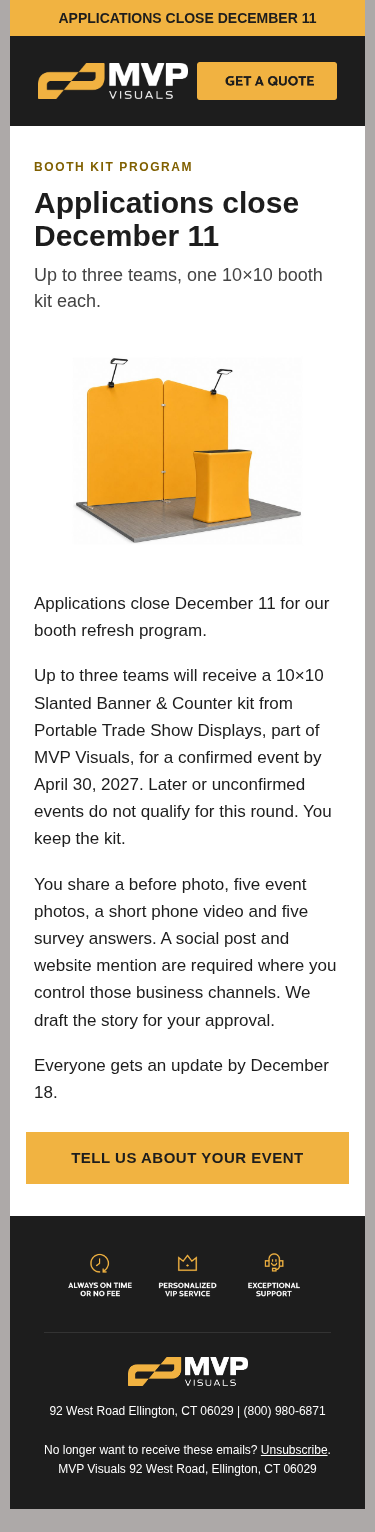 APPLICATIONS CLOSE DECEMBER 11
MVP
VISUALS
GET A QUOTE
BOOTH KIT PROGRAM
Applications close
December 11
Up to three teams, one 10×10 booth
kit each.
Applications close December 11 for our
booth refresh program.
Up to three teams will receive a 10×10
Slanted Banner & Counter kit from
Portable Trade Show Displays, part of
MVP Visuals, for a confirmed event by
April 30, 2027. Later or unconfirmed
events do not qualify for this round. You
keep the kit.
You share a before photo, five event
photos, a short phone video and five
survey answers. A social post and
website mention are required where you
control those business channels. We
draft the story for your approval.
Everyone gets an update by December
18.
TELL US ABOUT YOUR EVENT
ALWAYS ON TIME
OR NO FEE
PERSONALIZED
VIP SERVICE
EXCEPTIONAL
SUPPORT
MVP
VISUALS
92 West Road Ellington, CT 06029 | (800) 980-6871
No longer want to receive these emails? Unsubscribe.
MVP Visuals 92 West Road, Ellington, CT 06029